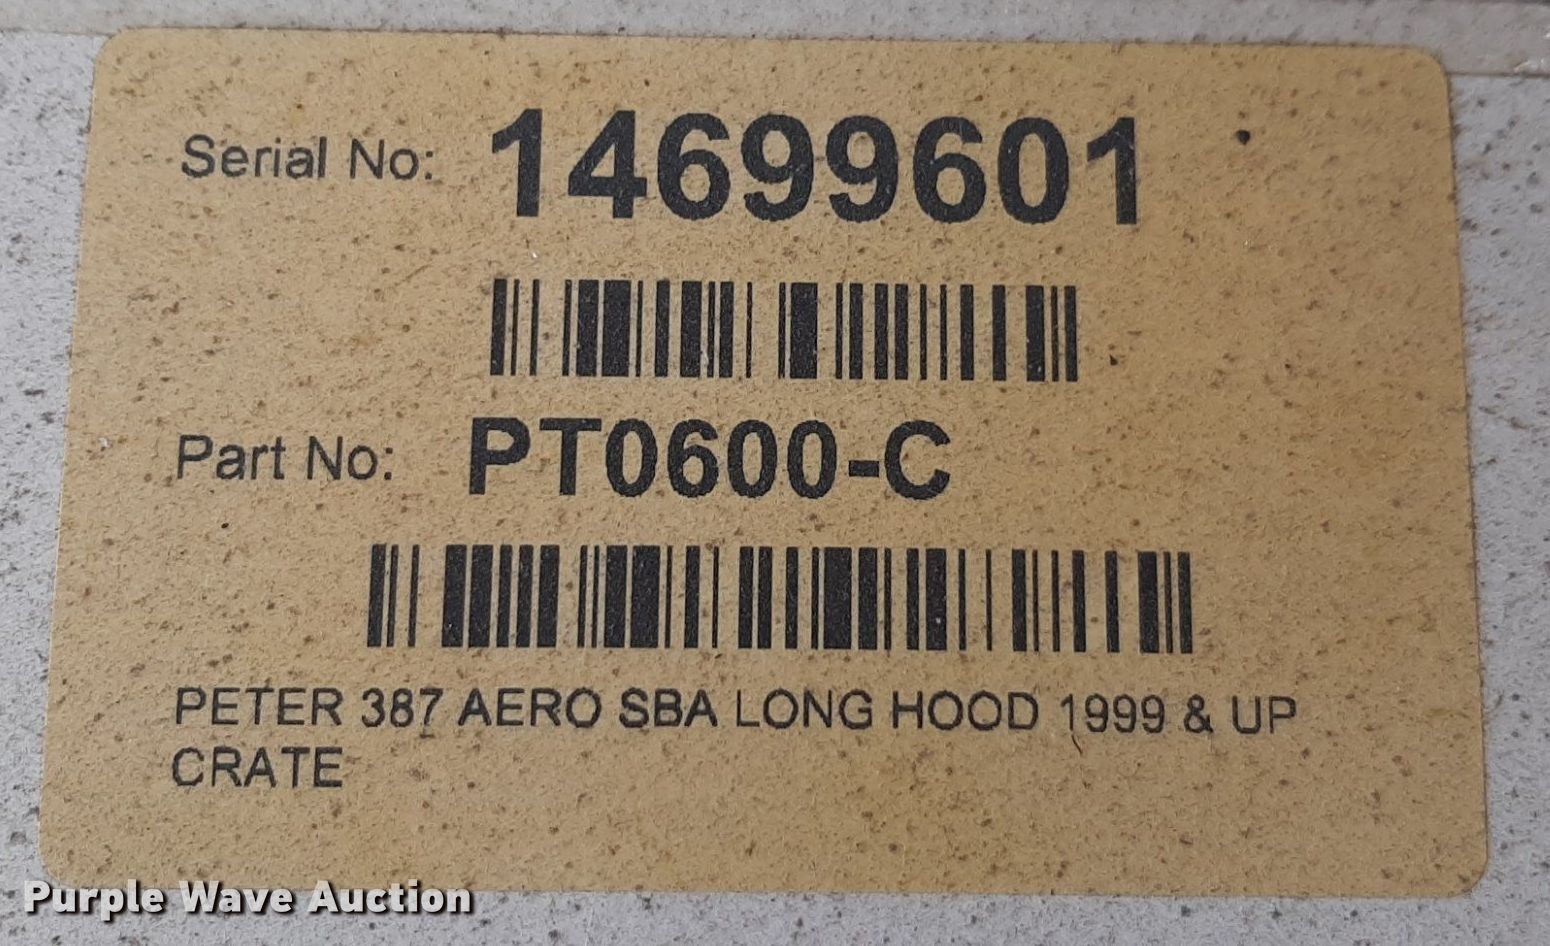 Serial No: 14699601
Part No: PT0600-C
PETER 387 AERO SBA LONG HOOD 1999 & UP
CRATE
Purple Wave Auction